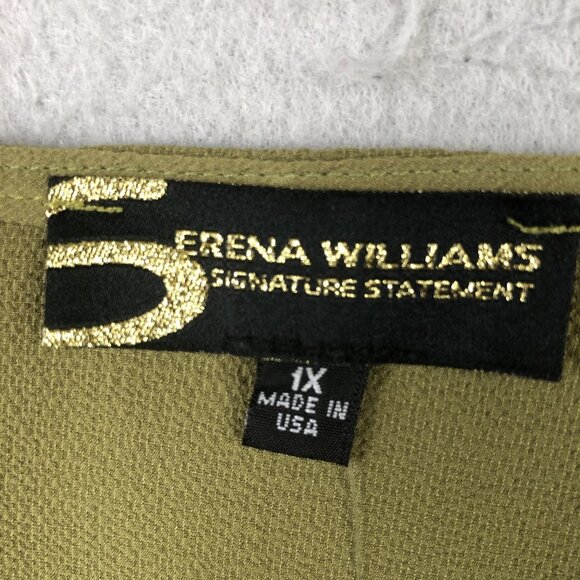 SERENA WILLIAMS
SIGNATURE STATEMENT
1X
MADE IN
USA